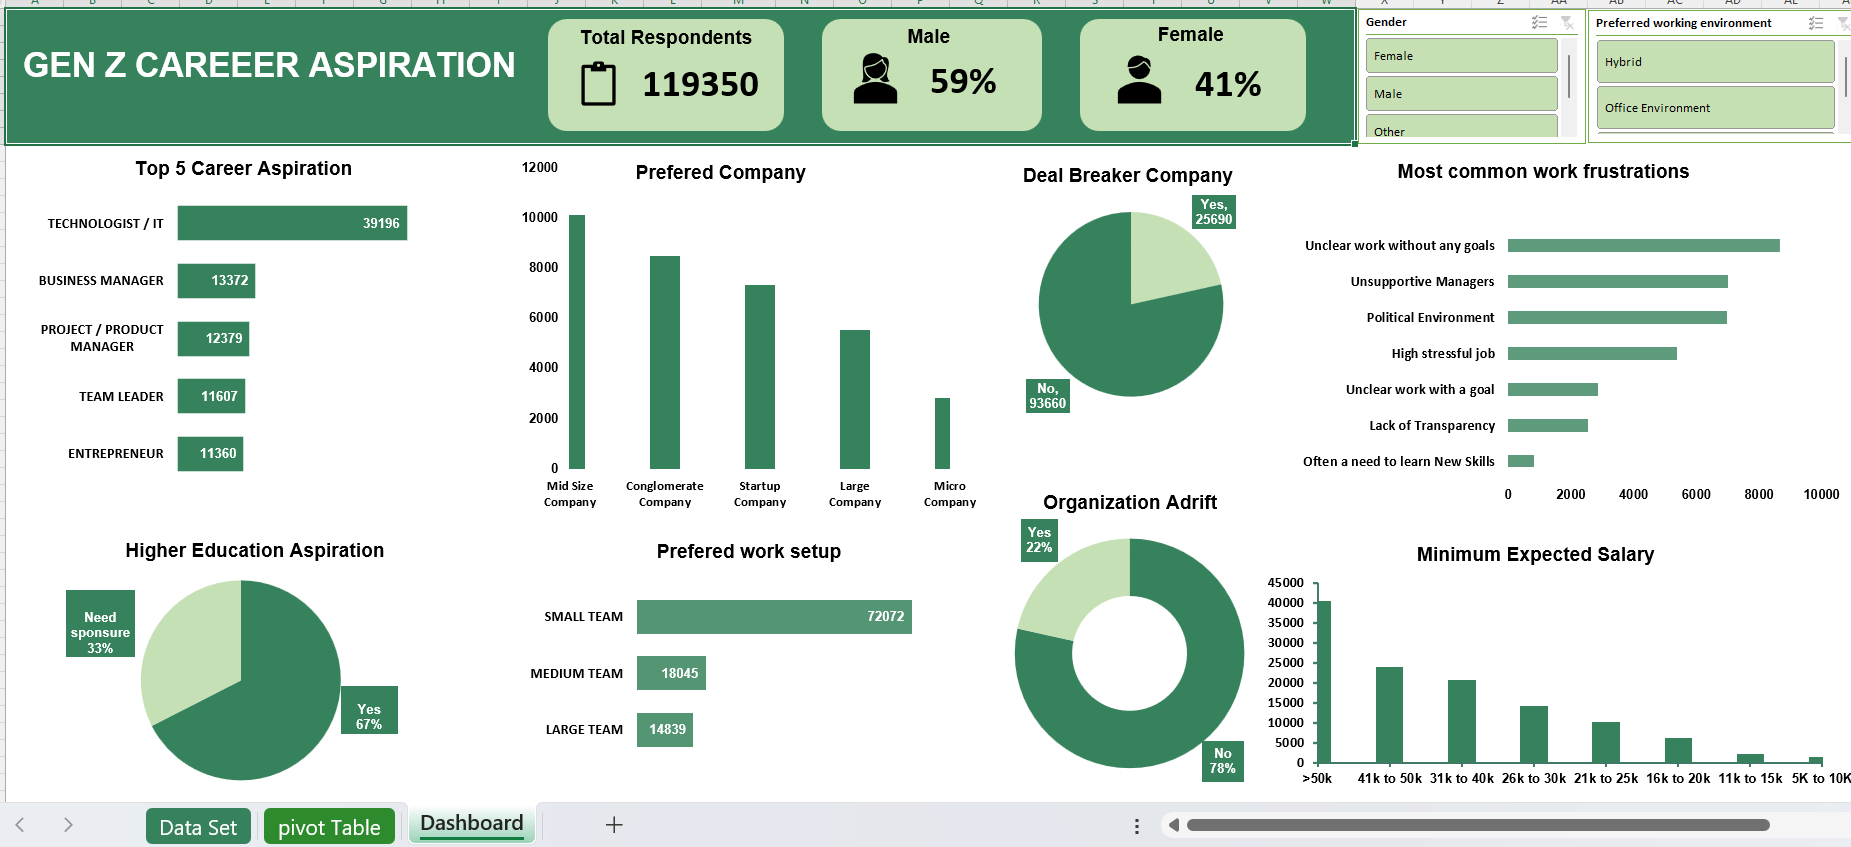 GEN Z CAREEER ASPIRATION
Total Respondents
119350
Male
59%
Female
41%
Gender
Female
Male
Other
Preferred working environment
Hybrid
Office Environment
Top 5 Career Aspiration
TECHNOLOGIST / IT
39196
BUSINESS MANAGER
13372
PROJECT / PRODUCT
MANAGER
12379
TEAM LEADER
11607
ENTREPRENEUR
11360
Prefered Company
12000
10000
8000
6000
4000
2000
0
Mid Size
Company
Conglomerate
Company
Startup
Company
Large
Company
Micro
Company
Deal Breaker Company
Yes,
25690
No,
93660
Most common work frustrations
Unclear work without any goals
Unsupportive Managers
Political Environment
High stressful job
Unclear work with a goal
Lack of Transparency
Often a need to learn New Skills
0 2000 4000 6000 8000 10000
Higher Education Aspiration
Need
sponsure
33%
Yes
67%
Prefered work setup
SMALL TEAM
72072
MEDIUM TEAM
18045
LARGE TEAM
14839
Organization Adrift
Yes
22%
No
78%
Minimum Expected Salary
45000
40000
35000
30000
25000
20000
15000
10000
5000
0
>50k 41k to 50k 31k to 40k 26k to 30k 21k to 25k 16k to 20k 11k to 15k 5K to 10K
Data Set
pivot Table
Dashboard